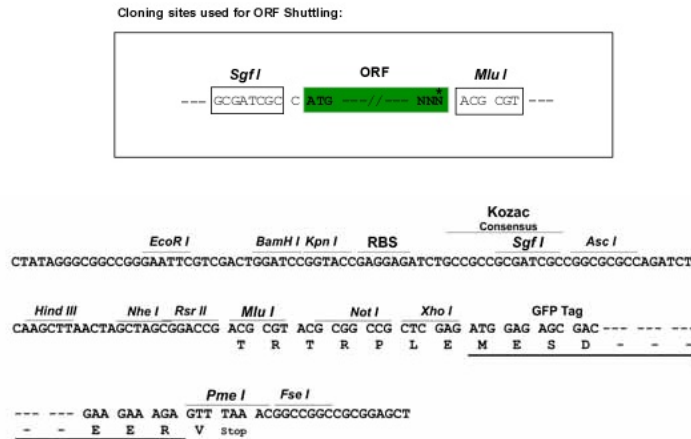 Cloning sites used for ORF Shuttling:
Sgf I ORF Mlu I
--- GCGATCGC C ATG ---//--- NNN* ACG CGT ---
Kozac
Consensus
EcoR I BamH I Kpn I RBS Sgf I Asc I
CTATAGGGCGGCCGGGAATTCGTCGACTGGATCCGGTACCGAGGAGATCTGCCGCCGCGATCGCCGGCGCGCCAGATCT
Hind III Nhe I Rsr II Mlu I Not I Xho I GFP Tag
CAAGCTTAACTAGCTAGCGGACCG ACG CGT ACG CGG CCG CTC GAG ATG GAG AGC GAC--- --- ---
T R T R P L E M E S D - - -
Pme I Fse I
--- --- GAA GAA AGA GTT TAA ACGGCCGGCCGCGGAGCT
- - E E R V Stop